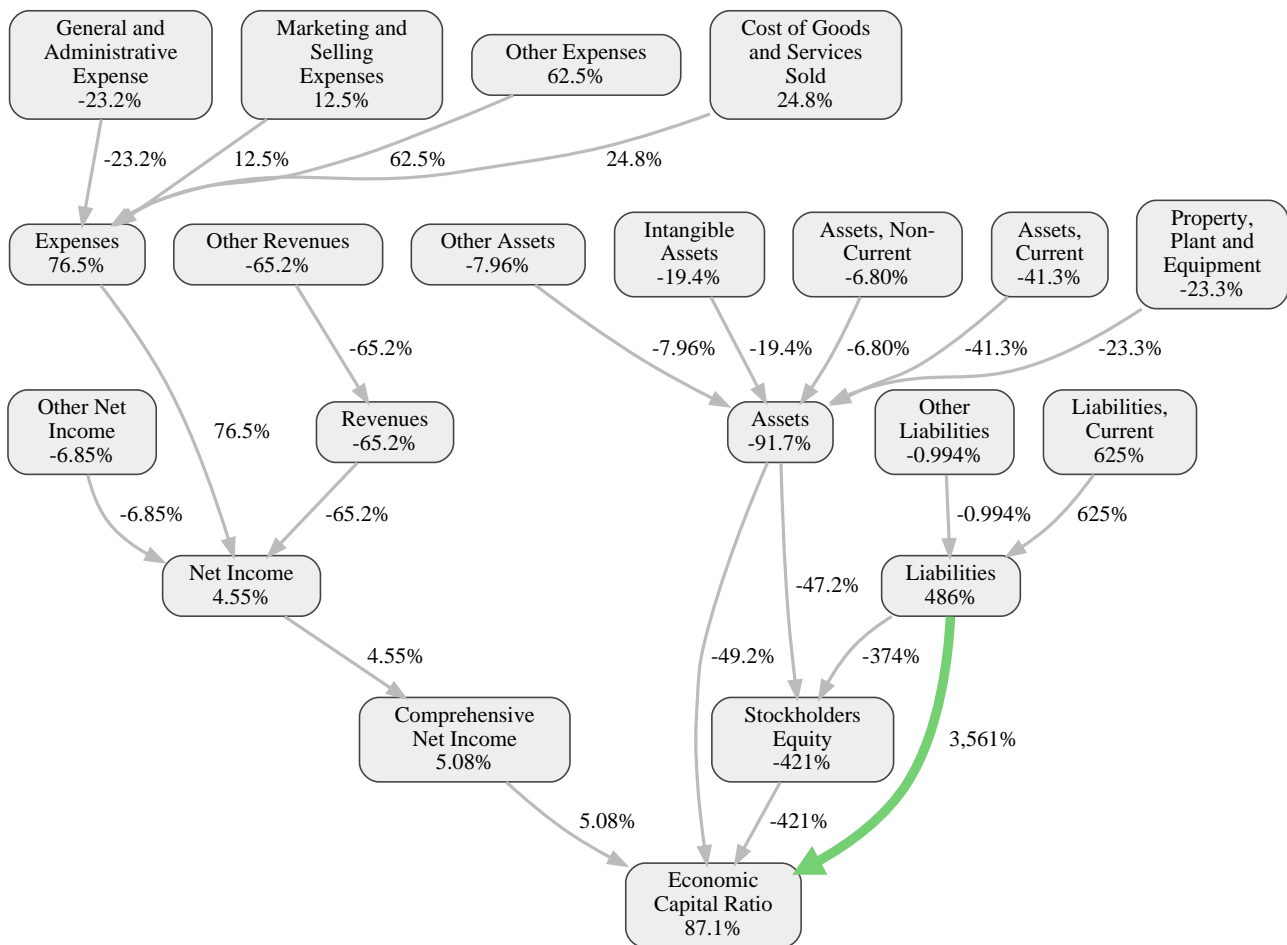 General and
Administrative
Expense
-23.2%
Marketing and
Selling
Expenses
12.5%
Other Expenses
62.5%
Cost of Goods
and Services
Sold
24.8%
-23.2%
12.5%
62.5%
24.8%
Expenses
76.5%
Other Revenues
-65.2%
Other Assets
-7.96%
Intangible
Assets
-19.4%
Assets, Non-
Current
-6.80%
Assets,
Current
-41.3%
Property,
Plant and
Equipment
-23.3%
-65.2%
-7.96%
-19.4%
-6.80%
-41.3%
-23.3%
Other Net
Income
-6.85%
76.5%
Revenues
-65.2%
Assets
-91.7%
Other
Liabilities
-0.994%
Liabilities,
Current
625%
-6.85%
-65.2%
-0.994%
625%
Net Income
4.55%
-47.2%
Liabilities
486%
4.55%
-49.2%
-374%
Comprehensive
Net Income
5.08%
Stockholders
Equity
-421%
3,561%
5.08%
-421%
Economic
Capital Ratio
87.1%